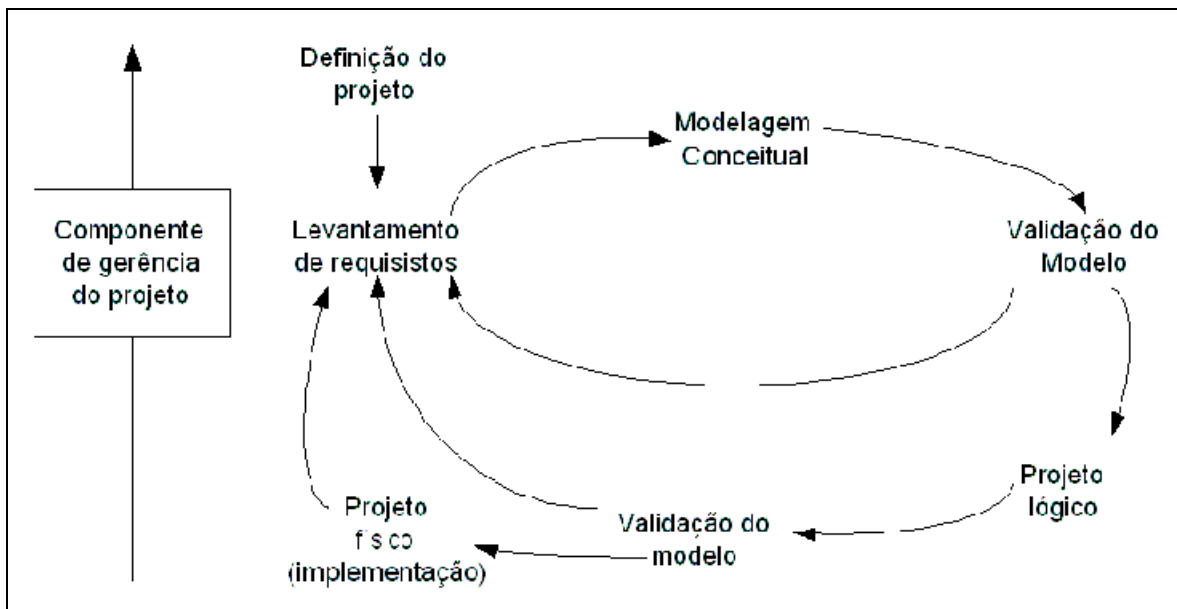 Definição do
projeto
Modelagem
Conceitual
Componente
de gerência
do projeto
Levantamento
de requisistos
Validação do
Modelo
Projeto
lógico
Validação do
modelo
Projeto
físico
(implementação)